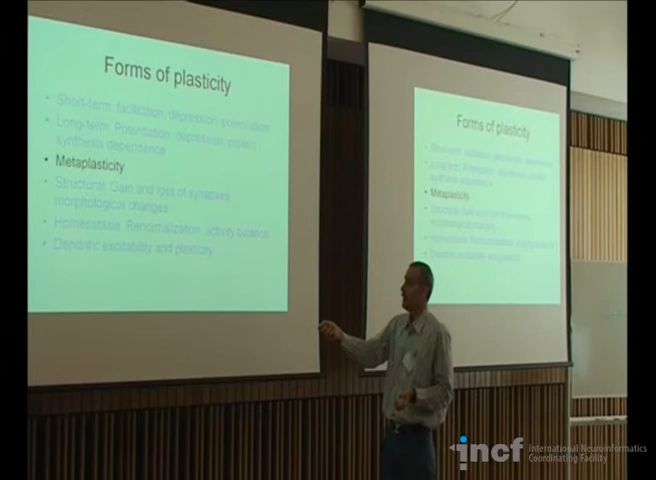 Forms of plasticity
• Short-term: facilitation, depression, potentiation
• Long-term: Potentiation, depression, protein
synthesis dependence
• Metaplasticity
• Structural: Gain and loss of synapses,
morphological changes
• Homeostasis: Renormalization, activity balance
• Dendritic excitability and plasticity
Forms of plasticity
Metaplasticity
incf
International Neuroinformatics
Coordinating Facility